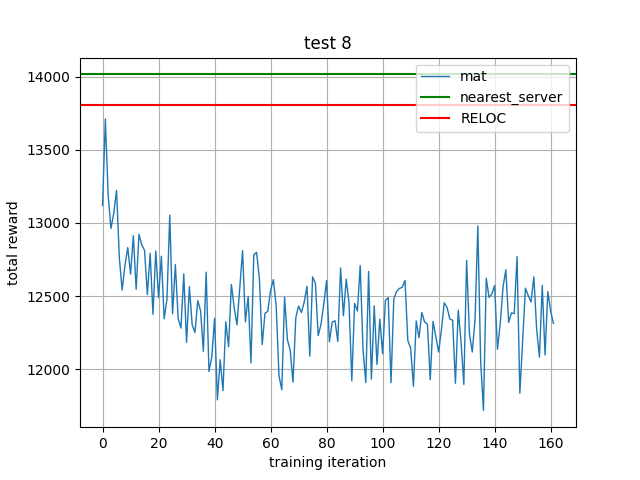 test 8
mat
nearest_server
RELOC
14000
13500
13000
12500
12000
total reward
0 20 40 60 80 100 120 140 160
training iteration